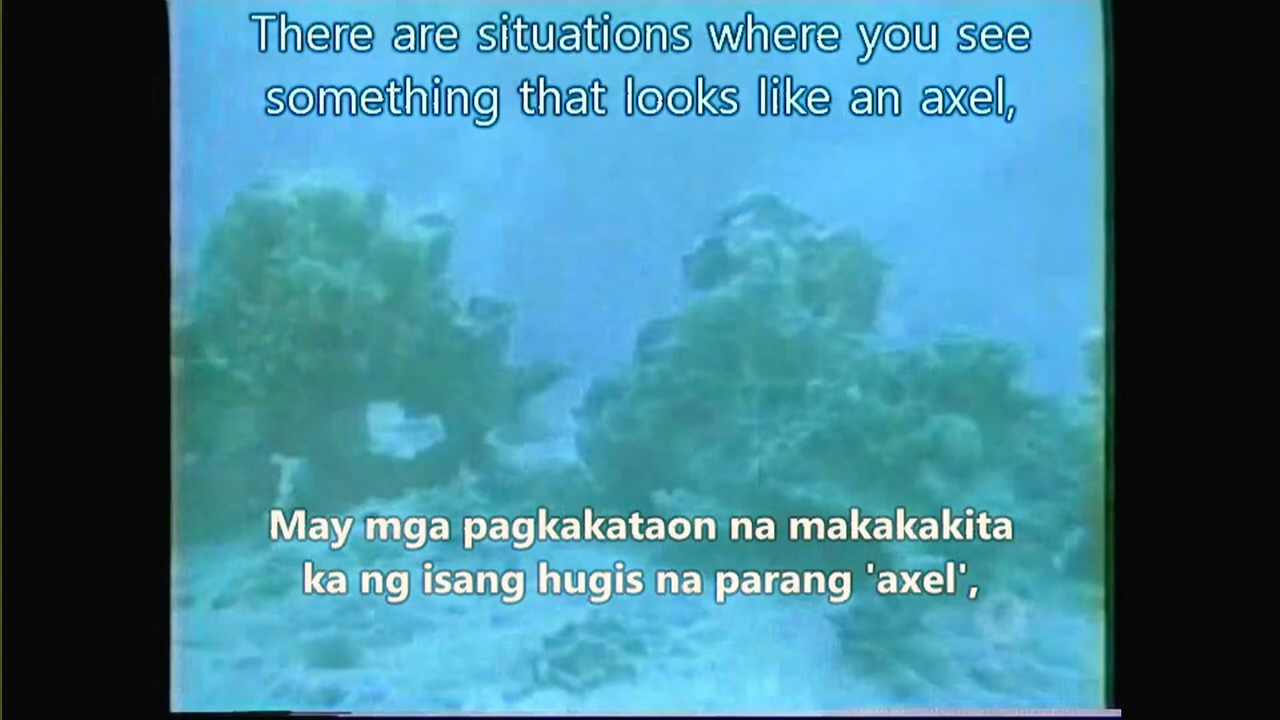 There are situations where you see
something that looks like an axel,
May mga pagkakataon na makakakita
ka ng isang hugis na parang 'axel',